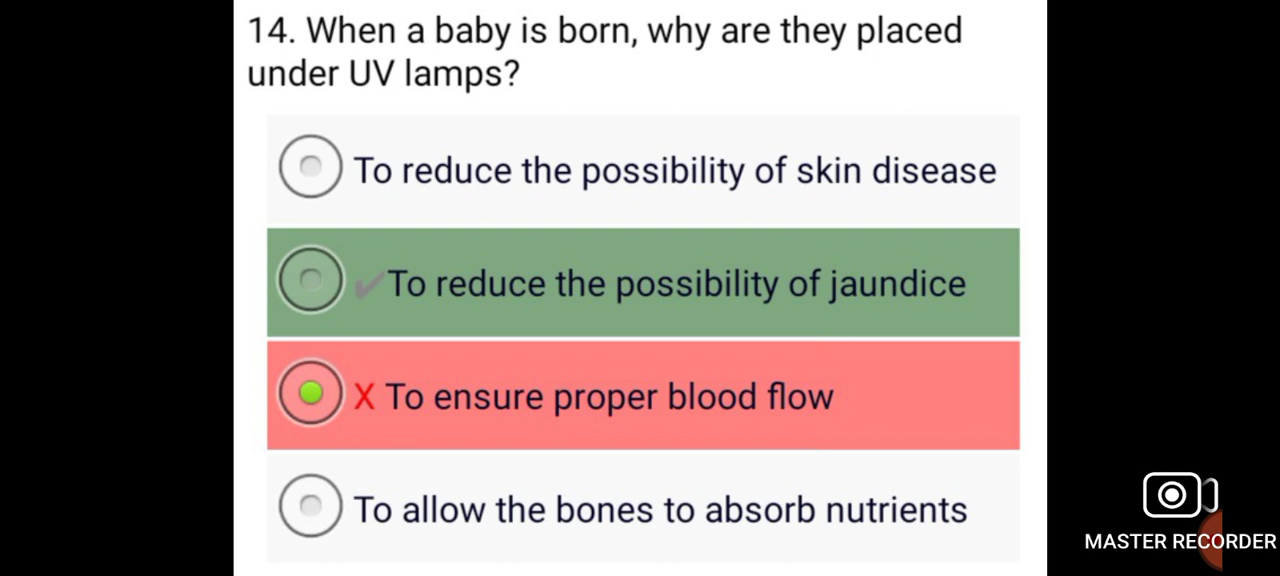 14. When a baby is born, why are they placed
under UV lamps?
To reduce the possibility of skin disease
✔To reduce the possibility of jaundice
X To ensure proper blood flow
To allow the bones to absorb nutrients
MASTER RECORDER